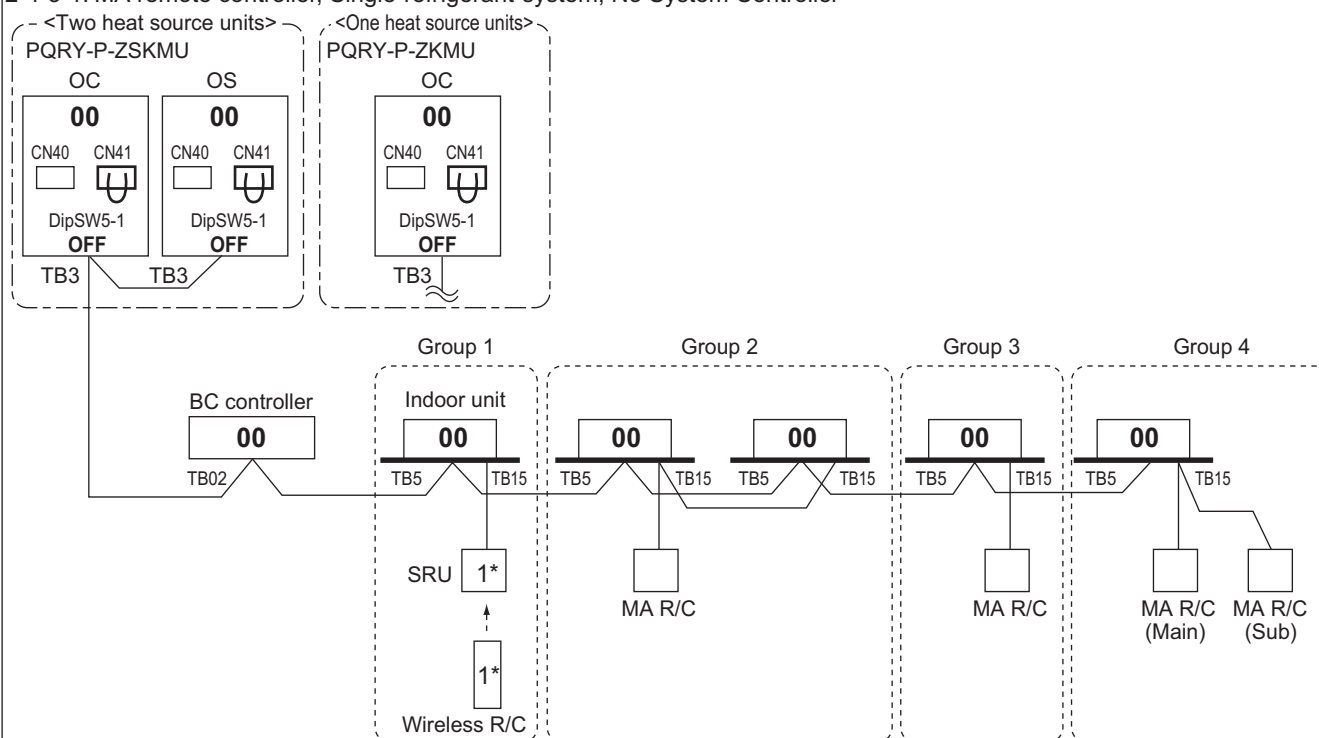 2-4-3-1. MA remote controller, Single-refrigerant-system, No System Controller
<Two heat source units>
PQRY-P-ZSKMU
OC OS
00 00
CN40 CN41 CN40 CN41
DipSW5-1 DipSW5-1
OFF OFF
TB3 TB3
<One heat source units>
PQRY-P-ZKMU
OC
00
CN40 CN41
DipSW5-1
OFF
TB3
Group 1 Group 2 Group 3 Group 4
BC controller Indoor unit
00 00 00 00 00 00
TB02 TB5 TB15 TB5 TB15 TB5 TB15 TB5 TB15 TB5 TB15
SRU 1*
MA R/C MA R/C MA R/C MA R/C
(Main) (Sub)
1*
Wireless R/C